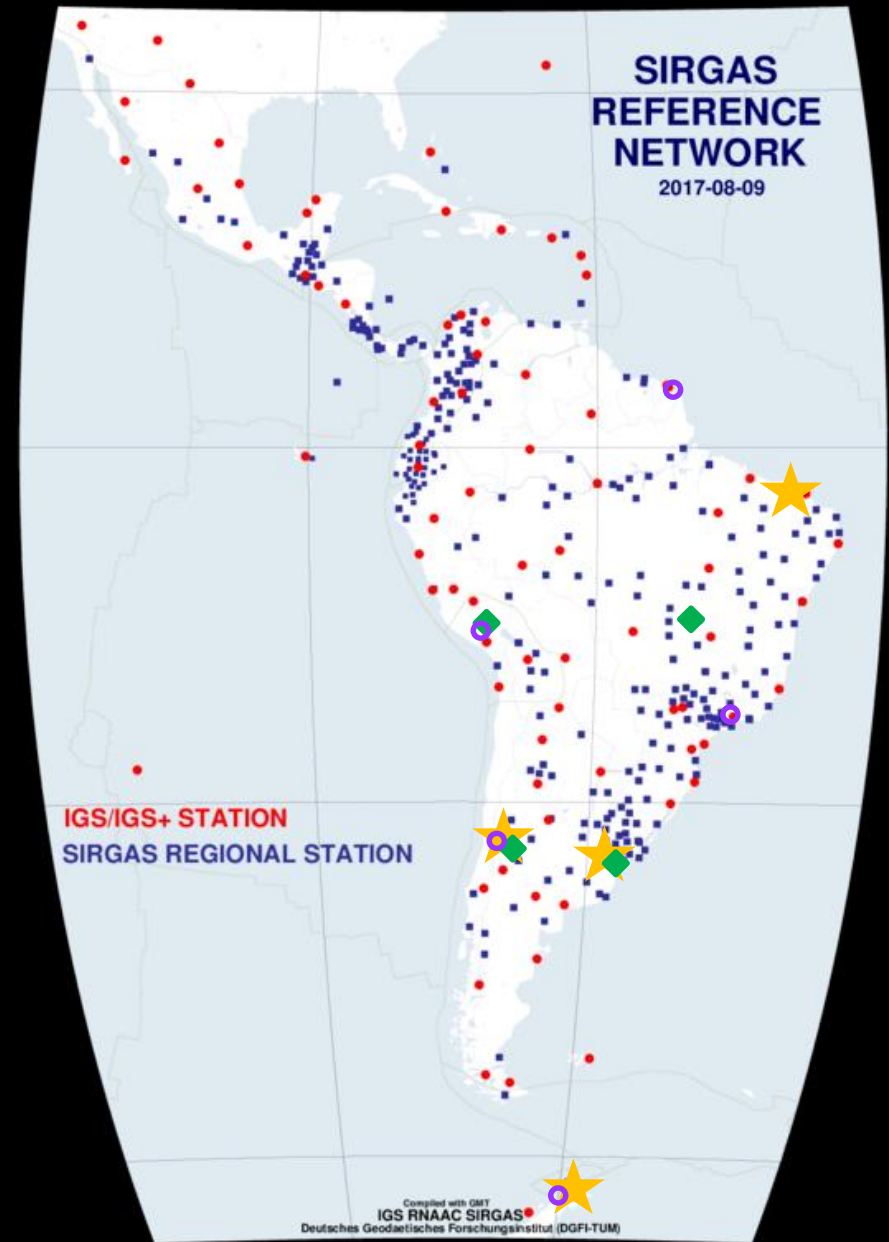 SIRGAS
REFERENCE
NETWORK
2017-08-09
IGS/IGS+ STATION
SIRGAS REGIONAL STATION
Compiled with GMT
IGS RNAAC SIRGAS
Deutsches Geodaetisches Forschungsinstitut (DGFI-TUM)